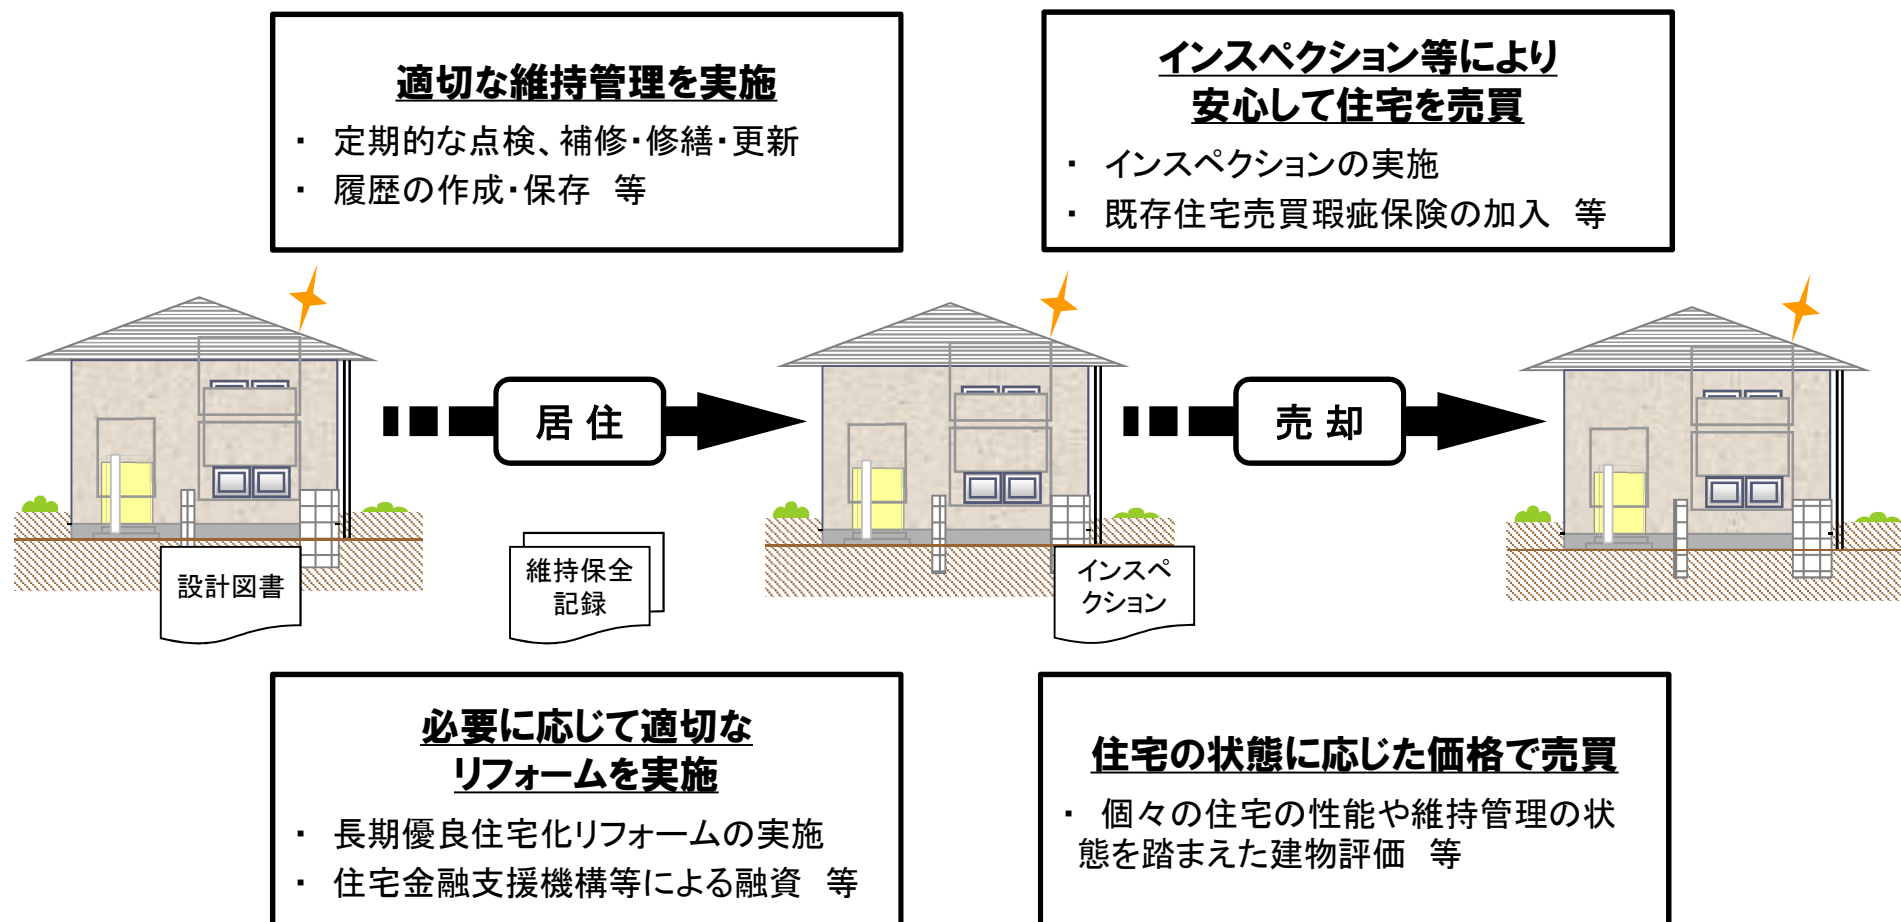 適切な維持管理を実施
・ 定期的な点検、補修・修繕・更新
・ 履歴の作成・保存 等
インスペクション等により
安心して住宅を売買
・ インスペクションの実施
・ 既存住宅売買瑕疵保険の加入 等
居 住
売 却
設計図書
維持保全
記録
インスペ
クション
必要に応じて適切な
リフォームを実施
・ 長期優良住宅化リフォームの実施
・ 住宅金融支援機構等による融資 等
住宅の状態に応じた価格で売買
・ 個々の住宅の性能や維持管理の状
態を踏まえた建物評価 等